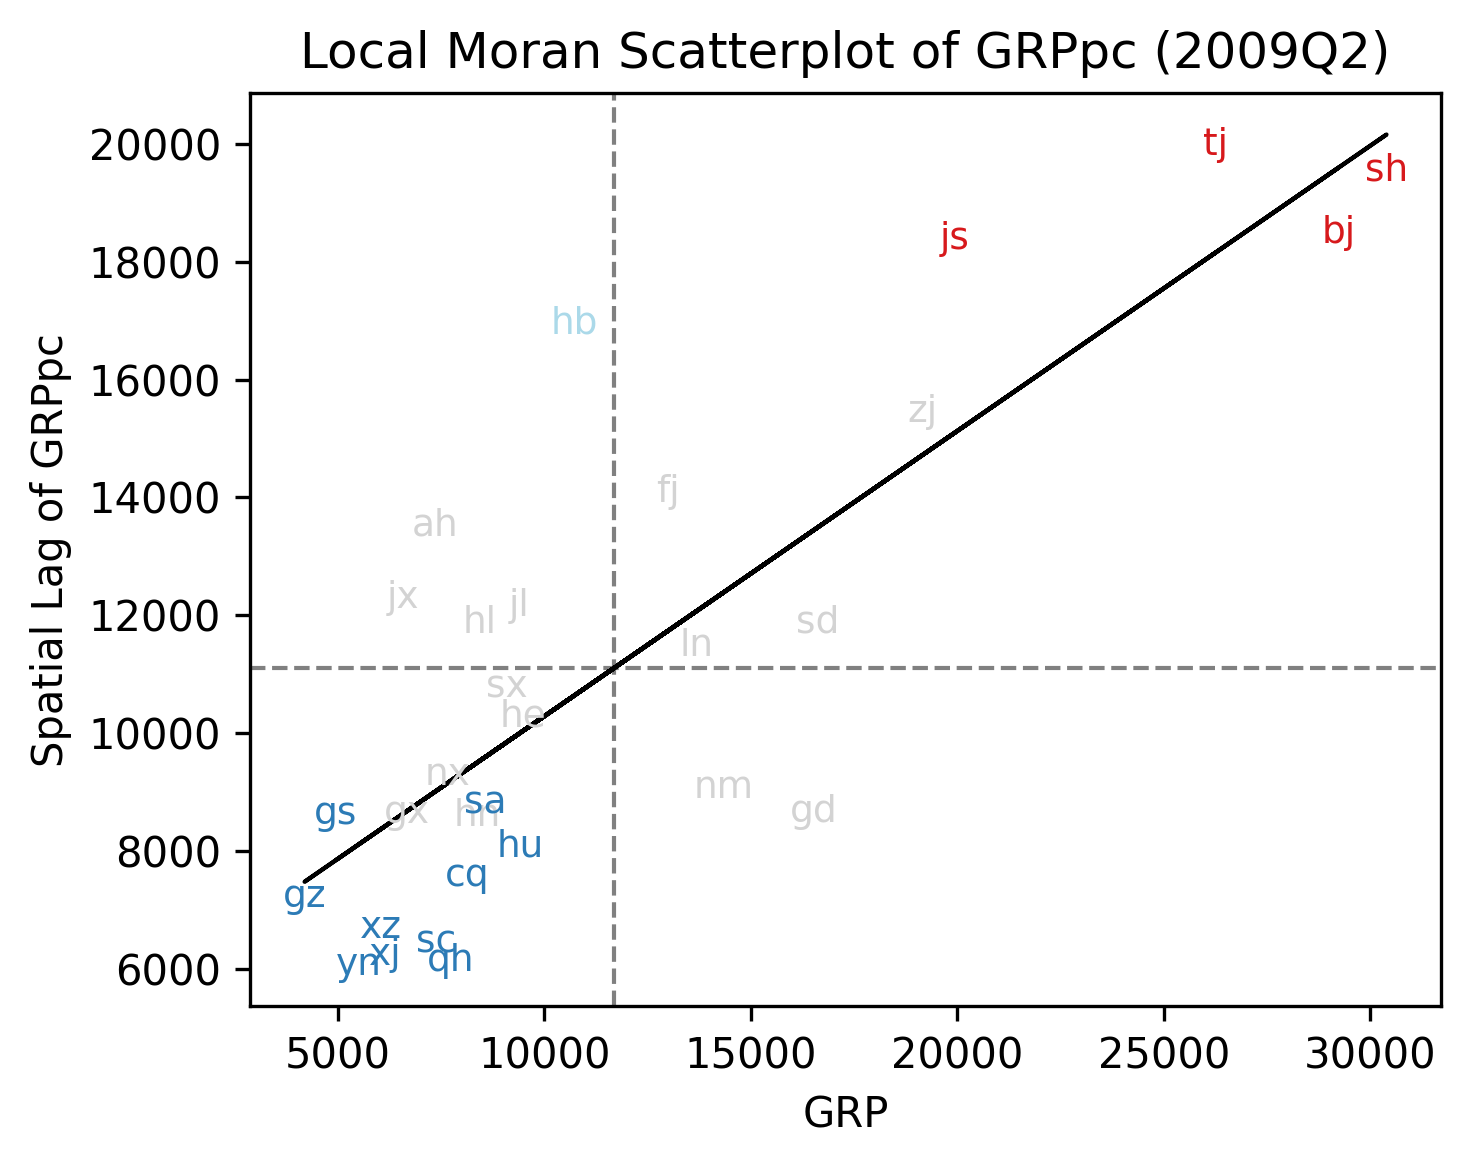 Local Moran Scatterplot of GRPpc (2009Q2)
20000
18000
16000
14000
12000
10000
8000
6000
Spatial Lag of GRPpc
tj
sh
bj
js
hb
zj
fj
ah
jx
jl
hl
sd
ln
sx
he
nx
nm
sa
gs
gx
hn
gd
hu
cq
gz
xz
sc
xj
yn
qh
5000
10000
15000
20000
25000
30000
GRP